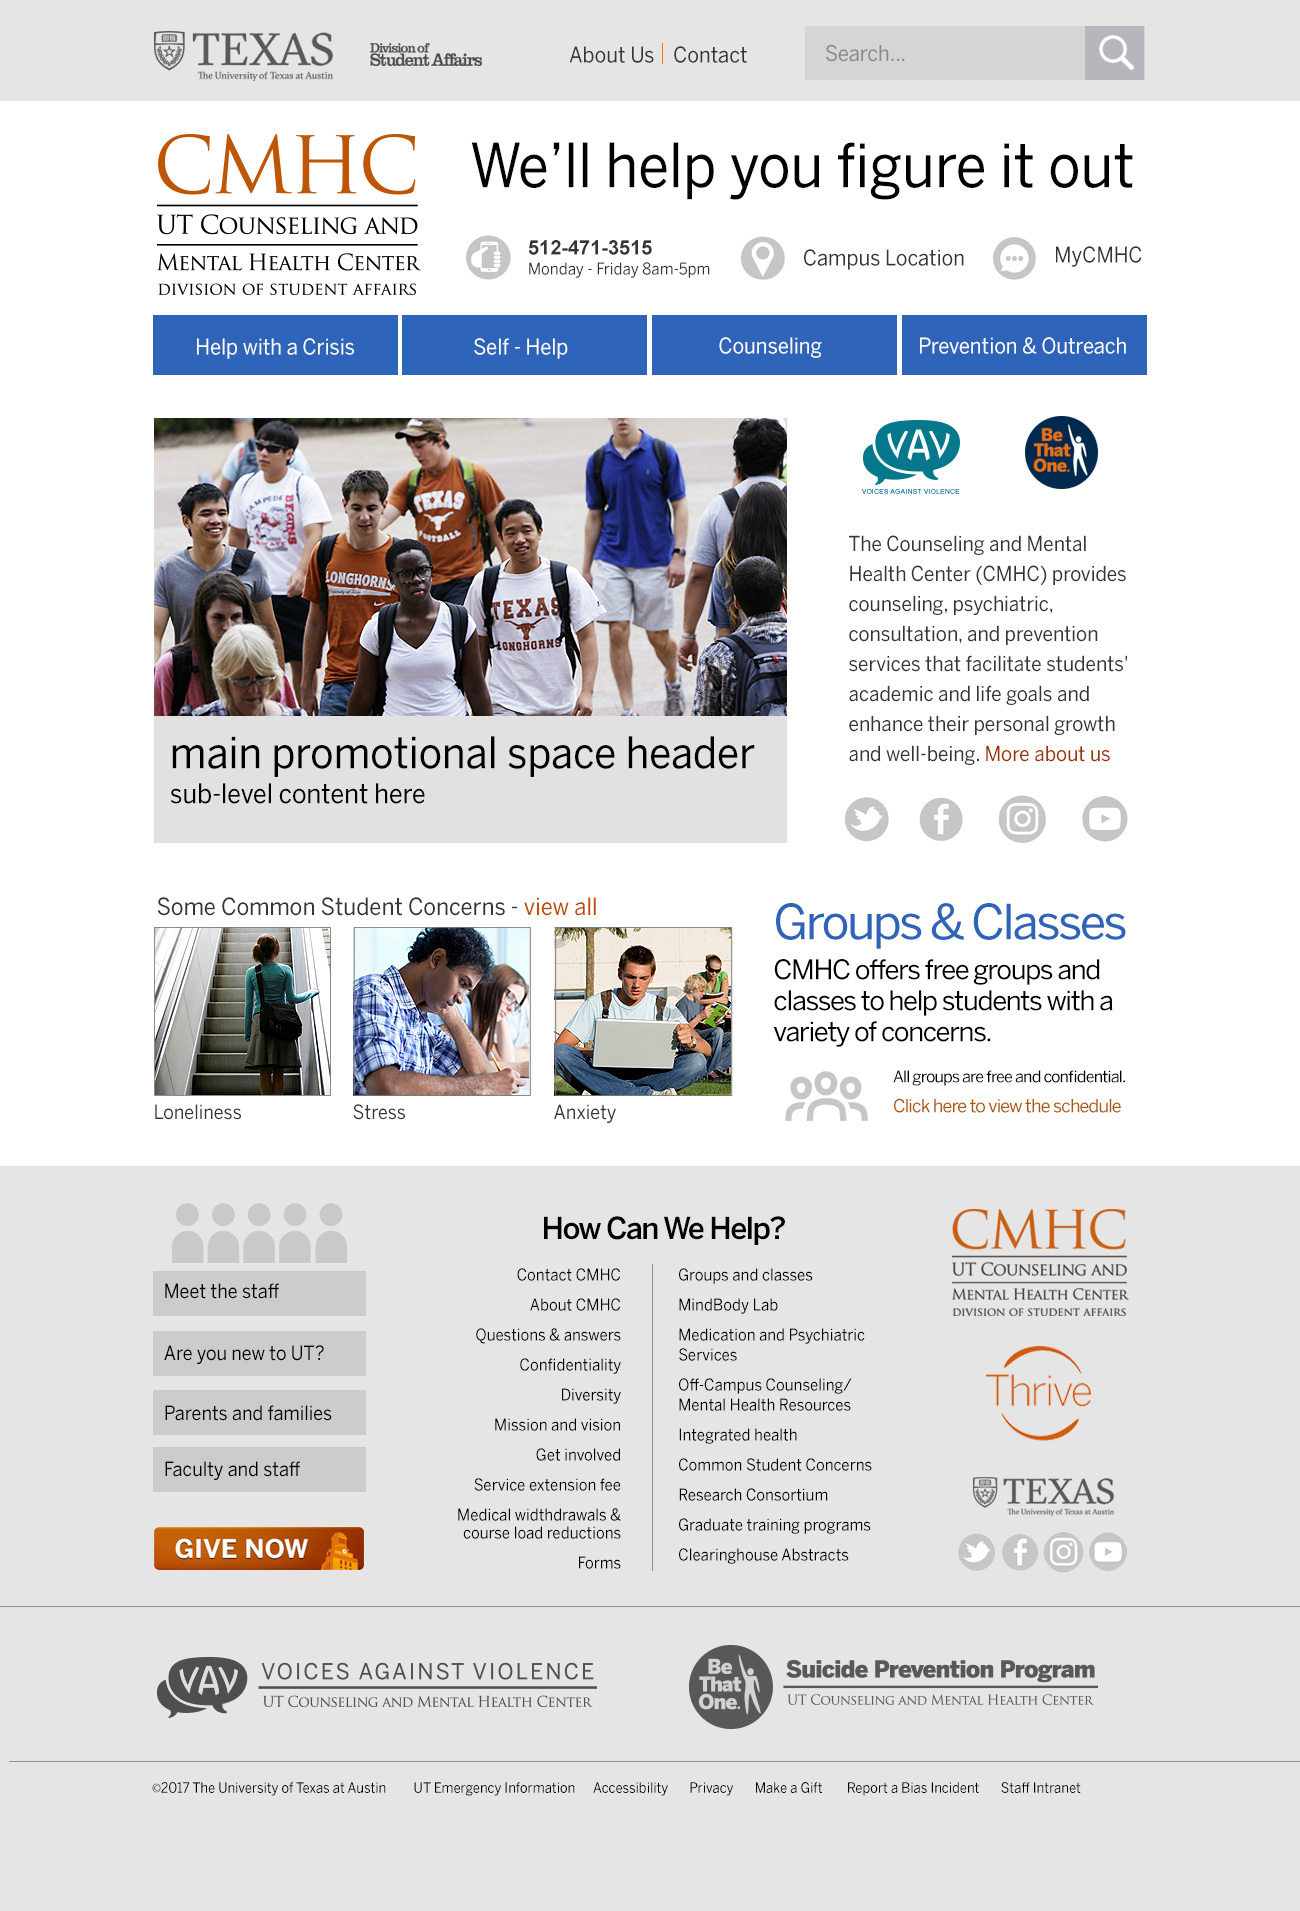 TEXAS
The University of Texas at Austin
Division of
Student Affairs
About Us | Contact
Search...
CMHC
UT Counseling and
Mental Health Center
Division of Student Affairs
We'll help you figure it out
512-471-3515
Monday - Friday 8am-5pm
Campus Location
MyCMHC
Help with a Crisis
Self - Help
Counseling
Prevention & Outreach
TEXAS
FOOTBALL
LONGHORNS
TEXAS
LONGHORNS
VAV
VOICES AGAINST VIOLENCE
Be
That
One.
The Counseling and Mental
Health Center (CMHC) provides
counseling, psychiatric,
consultation, and prevention
services that facilitate students'
academic and life goals and
enhance their personal growth
and well-being. More about us
main promotional space header
sub-level content here
Some Common Student Concerns - view all
Loneliness
Stress
Anxiety
Groups & Classes
CMHC offers free groups and
classes to help students with a
variety of concerns.
All groups are free and confidential.
Click here to view the schedule
Meet the staff
Are you new to UT?
Parents and families
Faculty and staff
GIVE NOW
How Can We Help?
Contact CMHC
About CMHC
Questions & answers
Confidentiality
Diversity
Mission and vision
Get involved
Service extension fee
Medical widthdrawals &
course load reductions
Forms
Groups and classes
MindBody Lab
Medication and Psychiatric
Services
Off-Campus Counseling/
Mental Health Resources
Integrated health
Common Student Concerns
Research Consortium
Graduate training programs
Clearinghouse Abstracts
CMHC
UT Counseling and
Mental Health Center
Division of Student Affairs
Thrive
TEXAS
The University of Texas at Austin
VAV
VOICES AGAINST VIOLENCE
UT Counseling and Mental Health Center
Be
That
One.
Suicide Prevention Program
UT Counseling and Mental Health Center
©2017 The University of Texas at Austin
UT Emergency Information
Accessibility
Privacy
Make a Gift
Report a Bias Incident
Staff Intranet